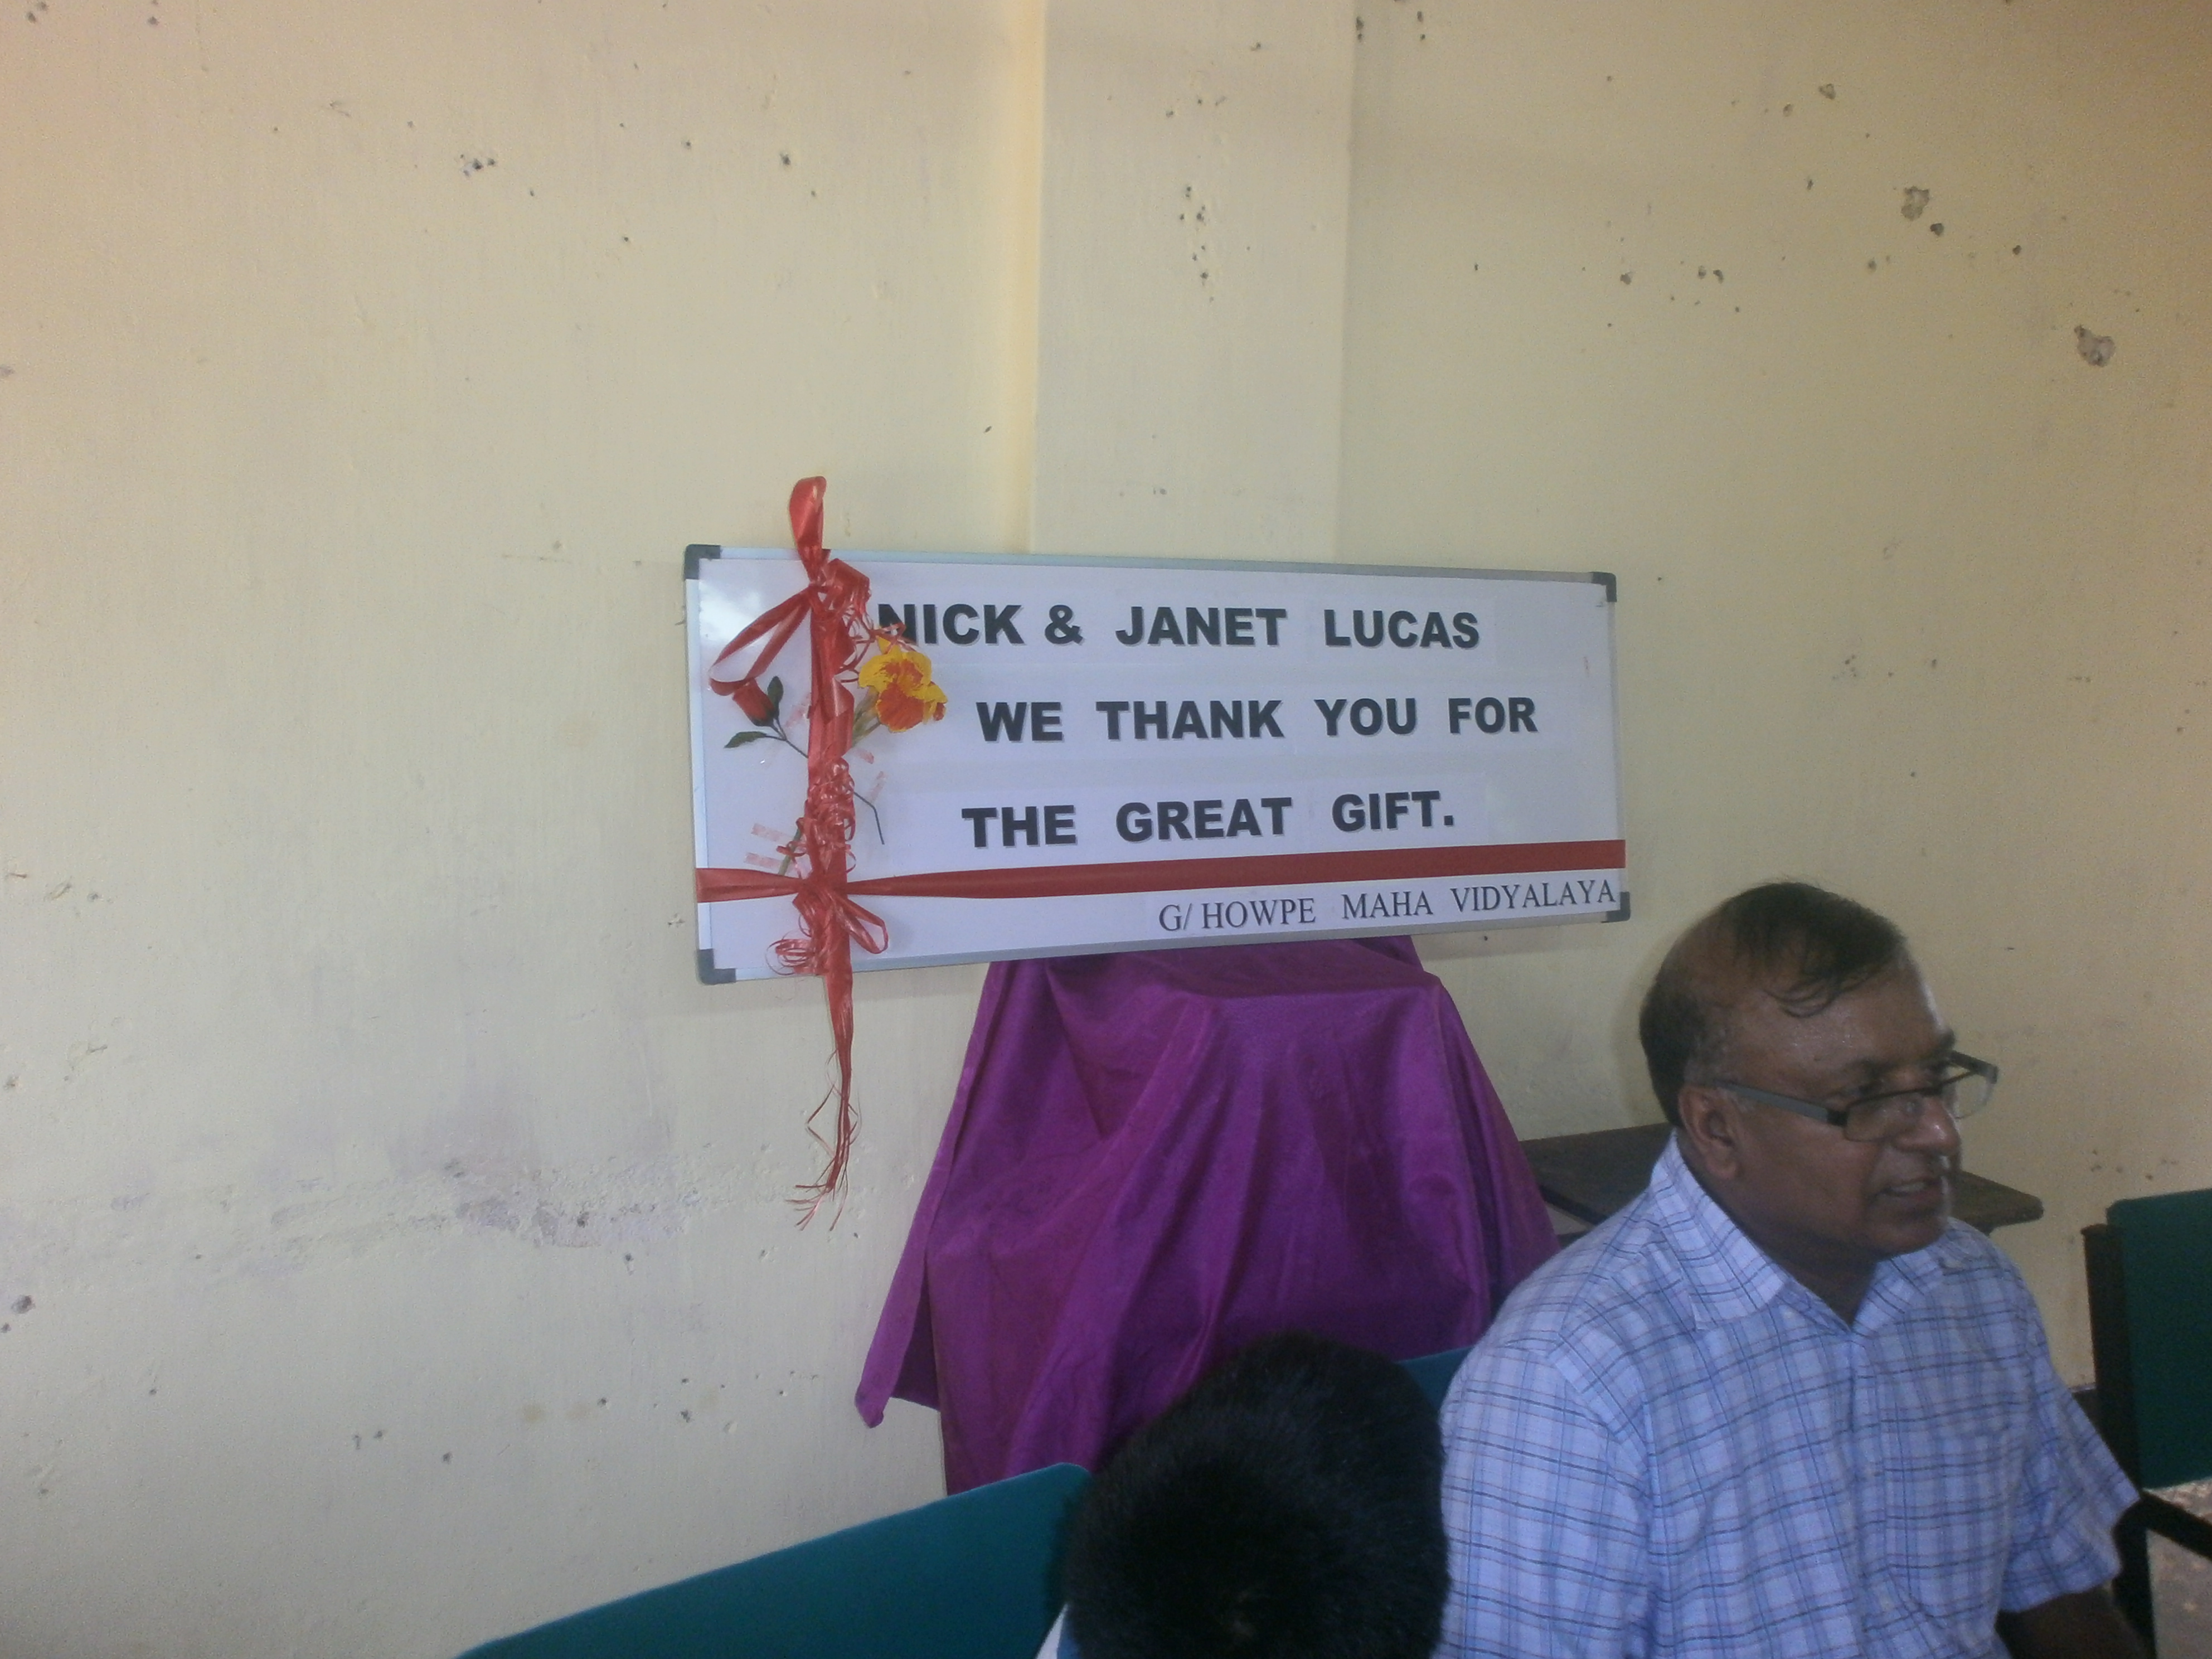 NICK & JANET LUCAS
WE THANK YOU FOR
THE GREAT GIFT.
G/ HOWPE MAHA VIDYALAYA